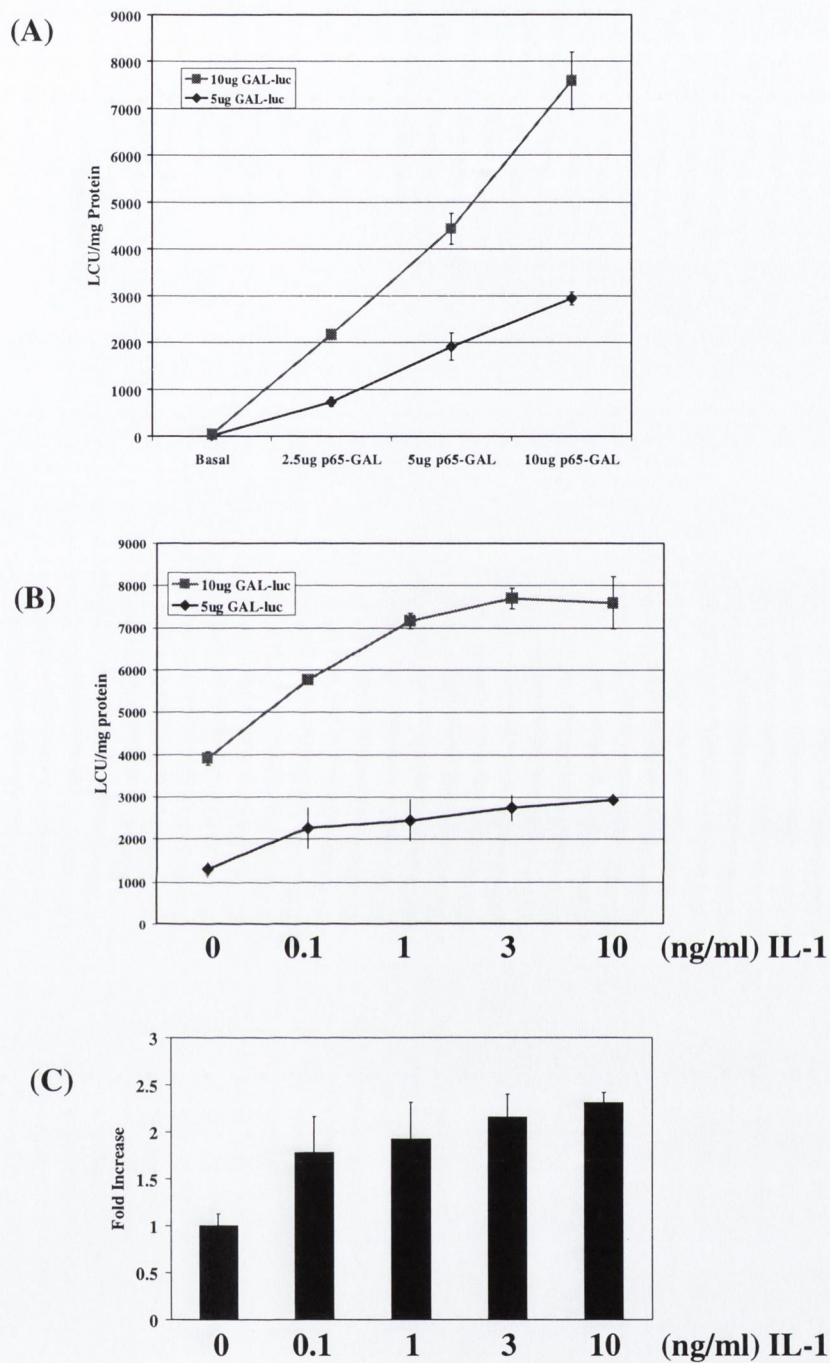 (A)
9000
8000
7000
6000
5000
4000
3000
2000
1000
0
LCU/mg Protein
10ug GAL-luc
5ug GAL-luc
Basal 2.5ug p65-GAL 5ug p65-GAL 10ug p65-GAL
(B)
9000
8000
7000
6000
5000
4000
3000
2000
1000
0
LCU/mg protein
10ug GAL-luc
5ug GAL-luc
0 0.1 1 3 10 (ng/ml) IL-1
(C)
3
2.5
2
1.5
1
0.5
0
Fold Increase
0 0.1 1 3 10 (ng/ml) IL-1